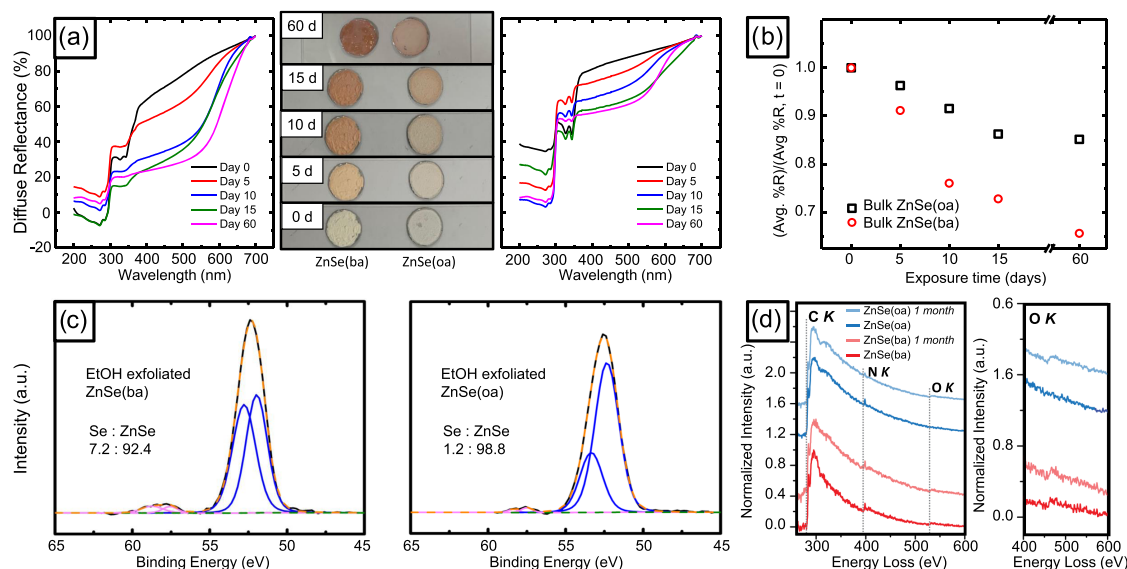 (a)
Diffuse Reflectance (%)
100
80
60
40
20
0
-20
Day 0
Day 5
Day 10
Day 15
Day 60
200 300 400 500 600 700
Wavelength (nm)
60 d
15 d
10 d
5 d
0 d
ZnSe(ba) ZnSe(oa)
Day 0
Day 5
Day 10
Day 15
Day 60
200 300 400 500 600 700
Wavelength (nm)
(b)
(Avg. %R)/(Avg %R, t = 0)
1.0
0.9
0.8
0.7
Bulk ZnSe(oa)
Bulk ZnSe(ba)
0 5 10 15 60
Exposure time (days)
(c)
Intensity (a.u.)
EtOH exfoliated
ZnSe(ba)
Se : ZnSe
7.2 : 92.4
65 60 55 50 45
Binding Energy (eV)
EtOH exfoliated
ZnSe(oa)
Se : ZnSe
1.2 : 98.8
65 60 55 50 45
Binding Energy (eV)
(d)
Normalized Intensity (a.u.)
C K
ZnSe(oa) 1 month
ZnSe(oa)
ZnSe(ba) 1 month
ZnSe(ba)
N K
O K
2.8
2.4
1.6
1.2
0.8
0.4
0.0
300 400 500 600
Energy Loss (eV)
Normalized Intensity (a.u.)
O K
0.6
1.6
0.3
0.0
400 450 500 550 600
Energy Loss (eV)